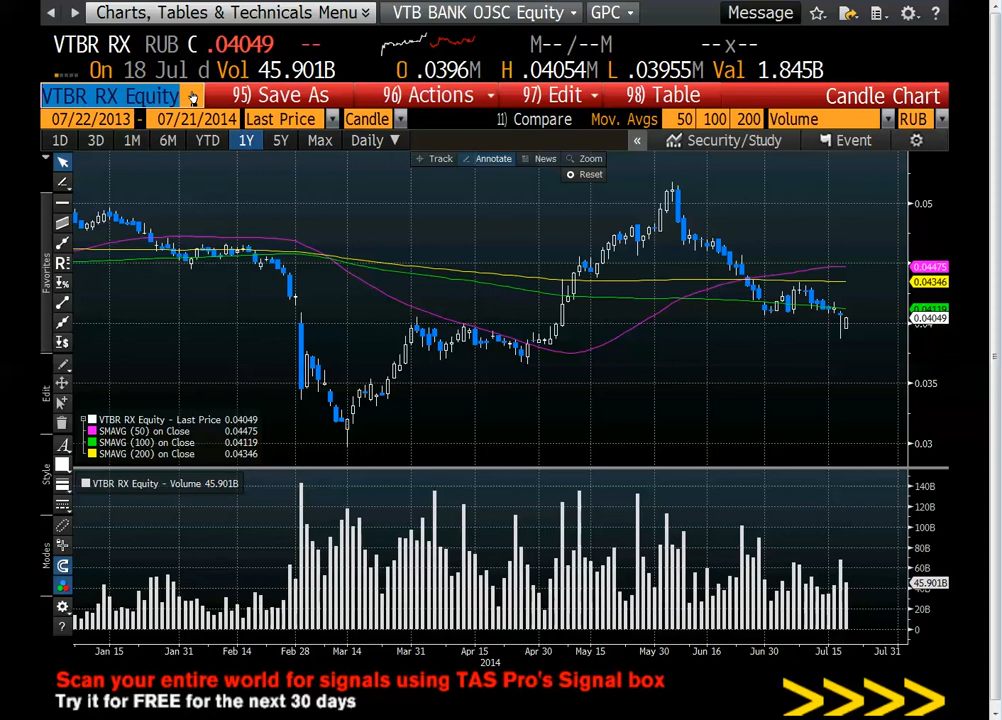 Charts, Tables & Technicals Menu VTB BANK OJSC Equity GPC Message ?
VTBR RX RUB C .04049 -- M--/--M --x--
On 18 Jul d Vol 45.901B O .0396M H .04054M L .03955M Val 1.845B
VTBR RX Equity 95) Save As 96) Actions 97) Edit 98) Table Candle Chart
07/22/2013 07/21/2014 Last Price Candle 11) Compare Mov. Avgs 50 100 200 Volume RUB
1D 3D 1M 6M YTD 1Y 5Y Max Daily ▼ « Security/Study Event
Track Annotate News Zoom
Reset
Favorites
Edit
Style
Modes
0.05
0.04475
0.04346
0.04119
0.04049
0.04
0.035
0.03
VTBR RX Equity - Last Price 0.04049
SMAVG (50) on Close 0.04475
SMAVG (100) on Close 0.04119
SMAVG (200) on Close 0.04346
VTBR RX Equity - Volume 45.901B
140B
120B
100B
80B
60B
45.901B
40B
20B
0
Jan 15 Jan 31 Feb 14 Feb 28 Mar 14 Mar 31 Apr 15 Apr 30 May 15 May 30 Jun 16 Jun 30 Jul 15 Jul 31
2014
Scan your entire world for signals using TAS Pro's Signal box
Try it for FREE for the next 30 days